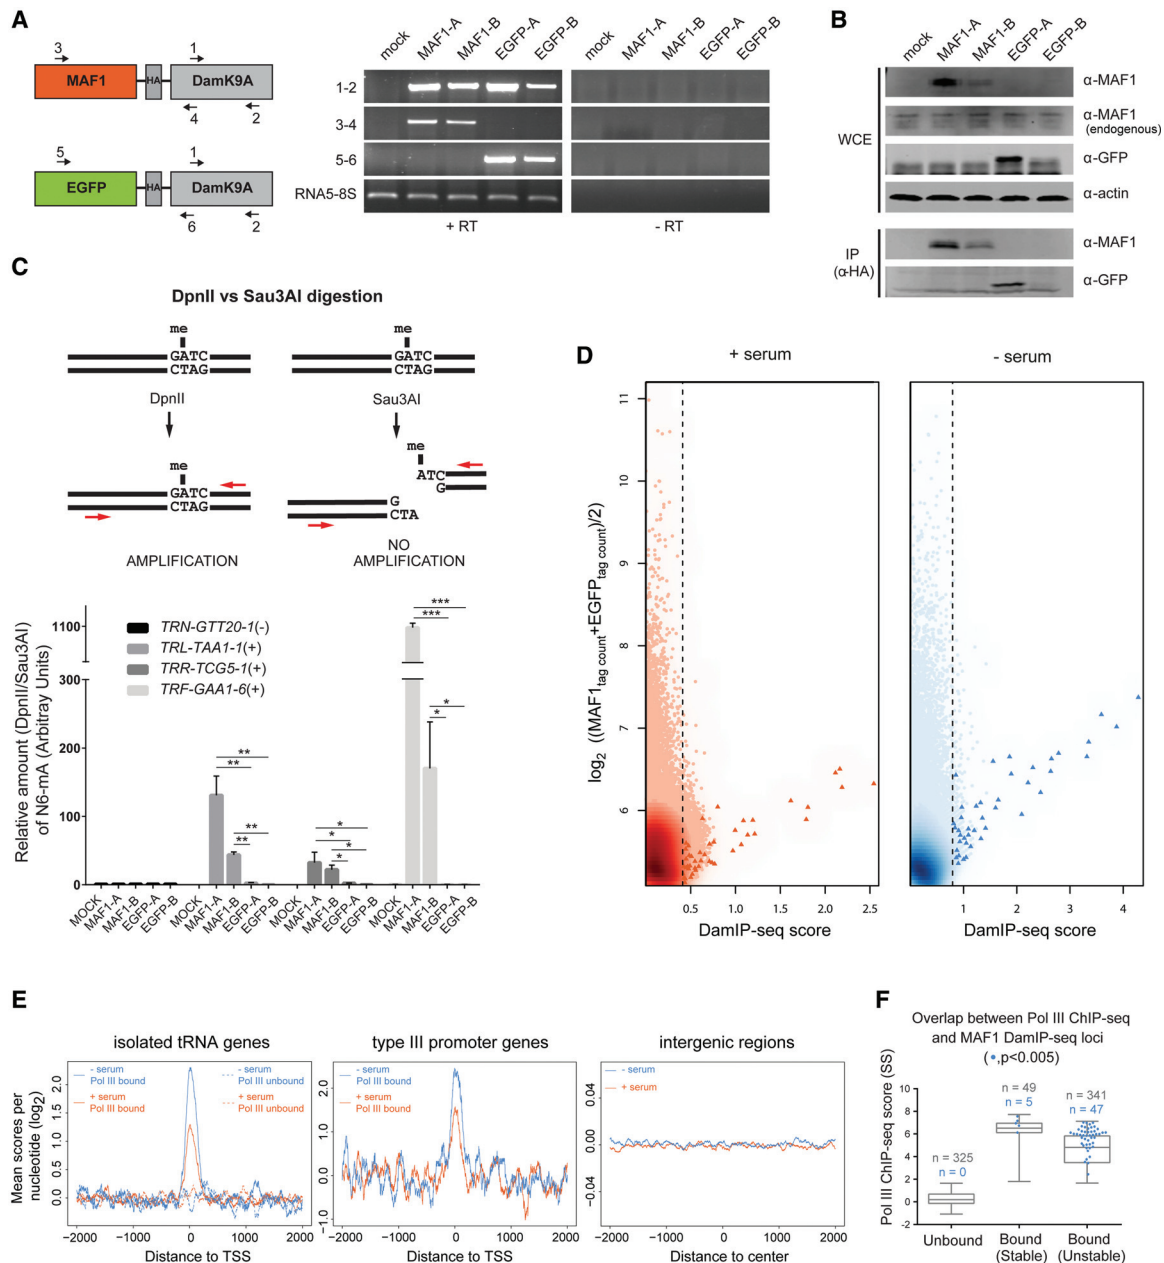 A
3
1
MAF1
HA
DamK9A
4
2
5
1
EGFP
HA
DamK9A
6
2
mock
MAF1-A
MAF1-B
EGFP-A
EGFP-B
mock
MAF1-A
MAF1-B
EGFP-A
EGFP-B
1-2
3-4
5-6
RNA5-8S
+ RT
- RT
B
mock
MAF1-A
MAF1-B
EGFP-A
EGFP-B
WCE
α-MAF1
α-MAF1
(endogenous)
α-GFP
α-actin
IP
(α-HA)
α-MAF1
α-GFP
C
DpnII vs Sau3AI digestion
me
GATC
CTAG
me
GATC
CTAG
DpnII
Sau3AI
me
GATC
CTAG
me
ATC
G
G
CTA
AMPLIFICATION
NO
AMPLIFICATION
Relative amount (DpnII/Sau3AI)
of N6-mA (Arbitray Units)
1100
300
200
100
0
TRN-GTT20-1(-)
TRL-TAA1-1(+)
TRR-TCG5-1(+)
TRF-GAA1-6(+)
**
**
**
**
*
*
*
*
***
***
*
*
MOCK
MAF1-A
MAF1-B
EGFP-A
EGFP-B
MOCK
MAF1-A
MAF1-B
EGFP-A
EGFP-B
MOCK
MAF1-A
MAF1-B
EGFP-A
EGFP-B
MOCK
MAF1-A
MAF1-B
EGFP-A
EGFP-B
D
+ serum
- serum
log2 ((MAF1tag count+EGFPtag count)/2)
11
10
9
8
7
6
0.5 1.0 1.5 2.0 2.5
DamIP-seq score
1 2 3 4
DamIP-seq score
E
isolated tRNA genes
Mean scores per
nucleotide (log2)
2.0
1.5
1.0
0.5
0.0
- serum
Pol III bound
+ serum
Pol III bound
- serum
Pol III unbound
+ serum
Pol III unbound
−2000 −1000 0 1000 2000
Distance to TSS
type III promoter genes
2.0
1.0
0.0
−1.0
- serum
Pol III bound
+ serum
Pol III bound
−2000 −1000 0 1000 2000
Distance to TSS
intergenic regions
0.04
0.00
−0.04
- serum
+ serum
−2000 −1000 0 1000 2000
Distance to center
F
Overlap between Pol III ChIP-seq
and MAF1 DamIP-seq loci
(•,p<0.005)
Pol III ChIP-seq score (SS)
10
8
6
4
2
0
-2
n = 325
n = 0
n = 49
n = 5
n = 341
n = 47
Unbound
Bound
(Stable)
Bound
(Unstable)